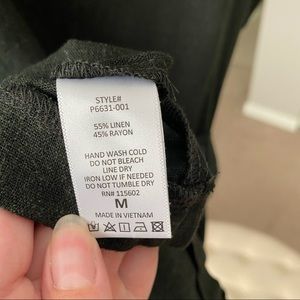 STYLE#
P6631-001
55% LINEN
45% RAYON
HAND WASH COLD
DO NOT BLEACH
LINE DRY
IRON LOW IF NEEDED
DO NOT TUMBLE DRY
RN# 115602
M
MADE IN VIETNAM